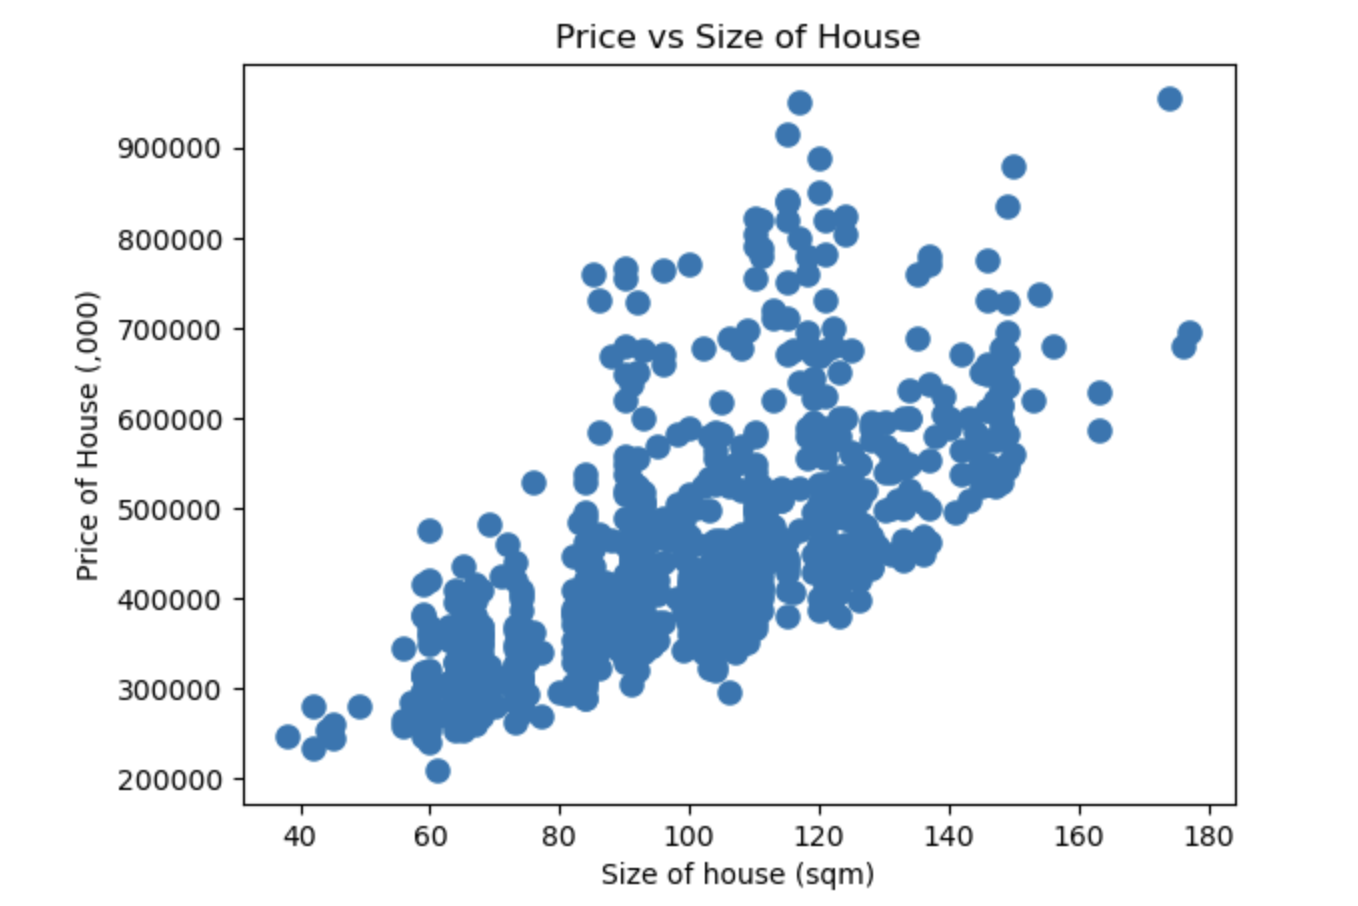 Price vs Size of House
Price of House (,000)
900000
800000
700000
600000
500000
400000
300000
200000
40 60 80 100 120 140 160 180
Size of house (sqm)